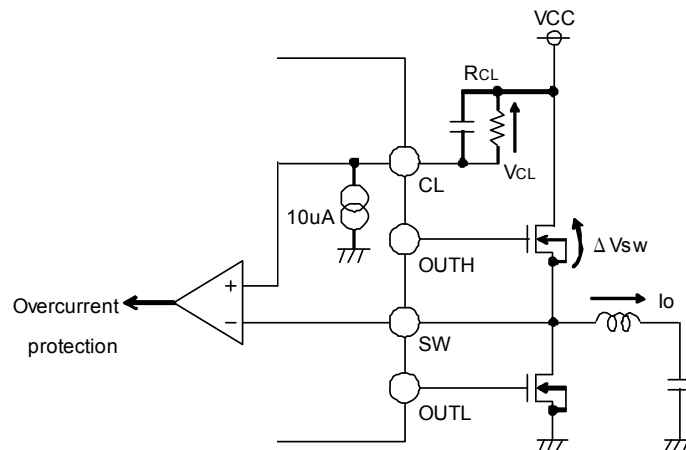 VCC
RCL
VCL
CL
10uA
OUTH
ΔVsw
+
Io
Overcurrent
protection
−
SW
OUTL